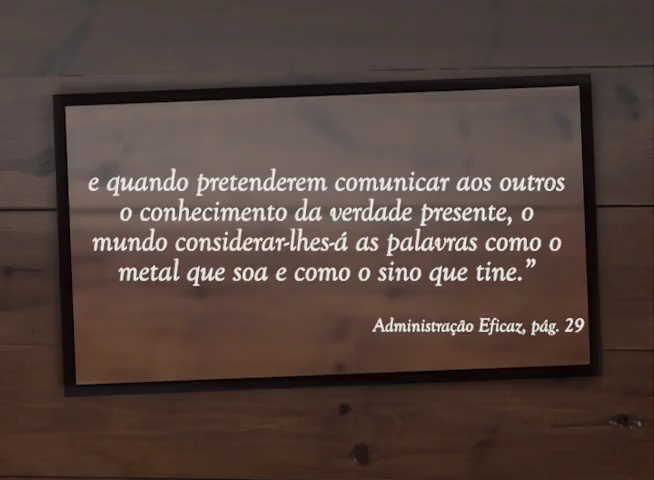 e quando pretenderem comunicar aos outros
o conhecimento da verdade presente, o
mundo considerar-lhes-á as palavras como o
metal que soa e como o sino que tine.”
Administração Eficaz, pág. 29